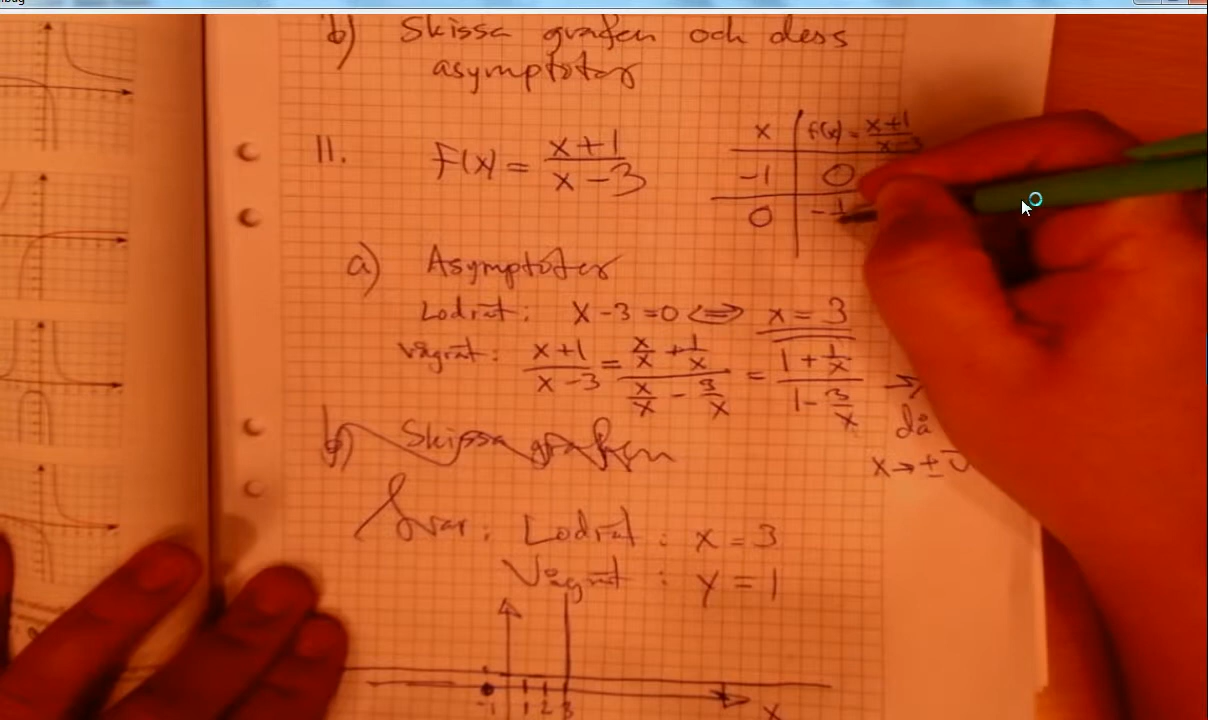 b) Skissa grafen och dess
asymptoter
11. F(x) = x+1 / x-3
x | f(x) = x+1 / x-3
-1 | 0
0 | -1
a) Asymptoter
Lodrät: x-3=0 <=> x = 3
Vågrät: x+1 / x-3 = x/x + 1/x / x/x - 3/x = 1 + 1/x / 1 - 3/x →
då
x→±
b) Skissa grafen
Svar: Lodrät: x = 3
Vågrät: y = 1
-1 1 2 3 x